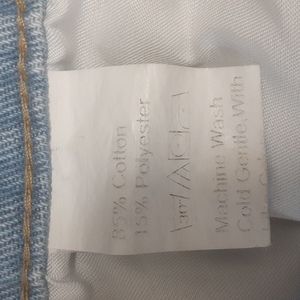 85% Cotton
15% Polyester
Machine Wash
Cold Gentle,With